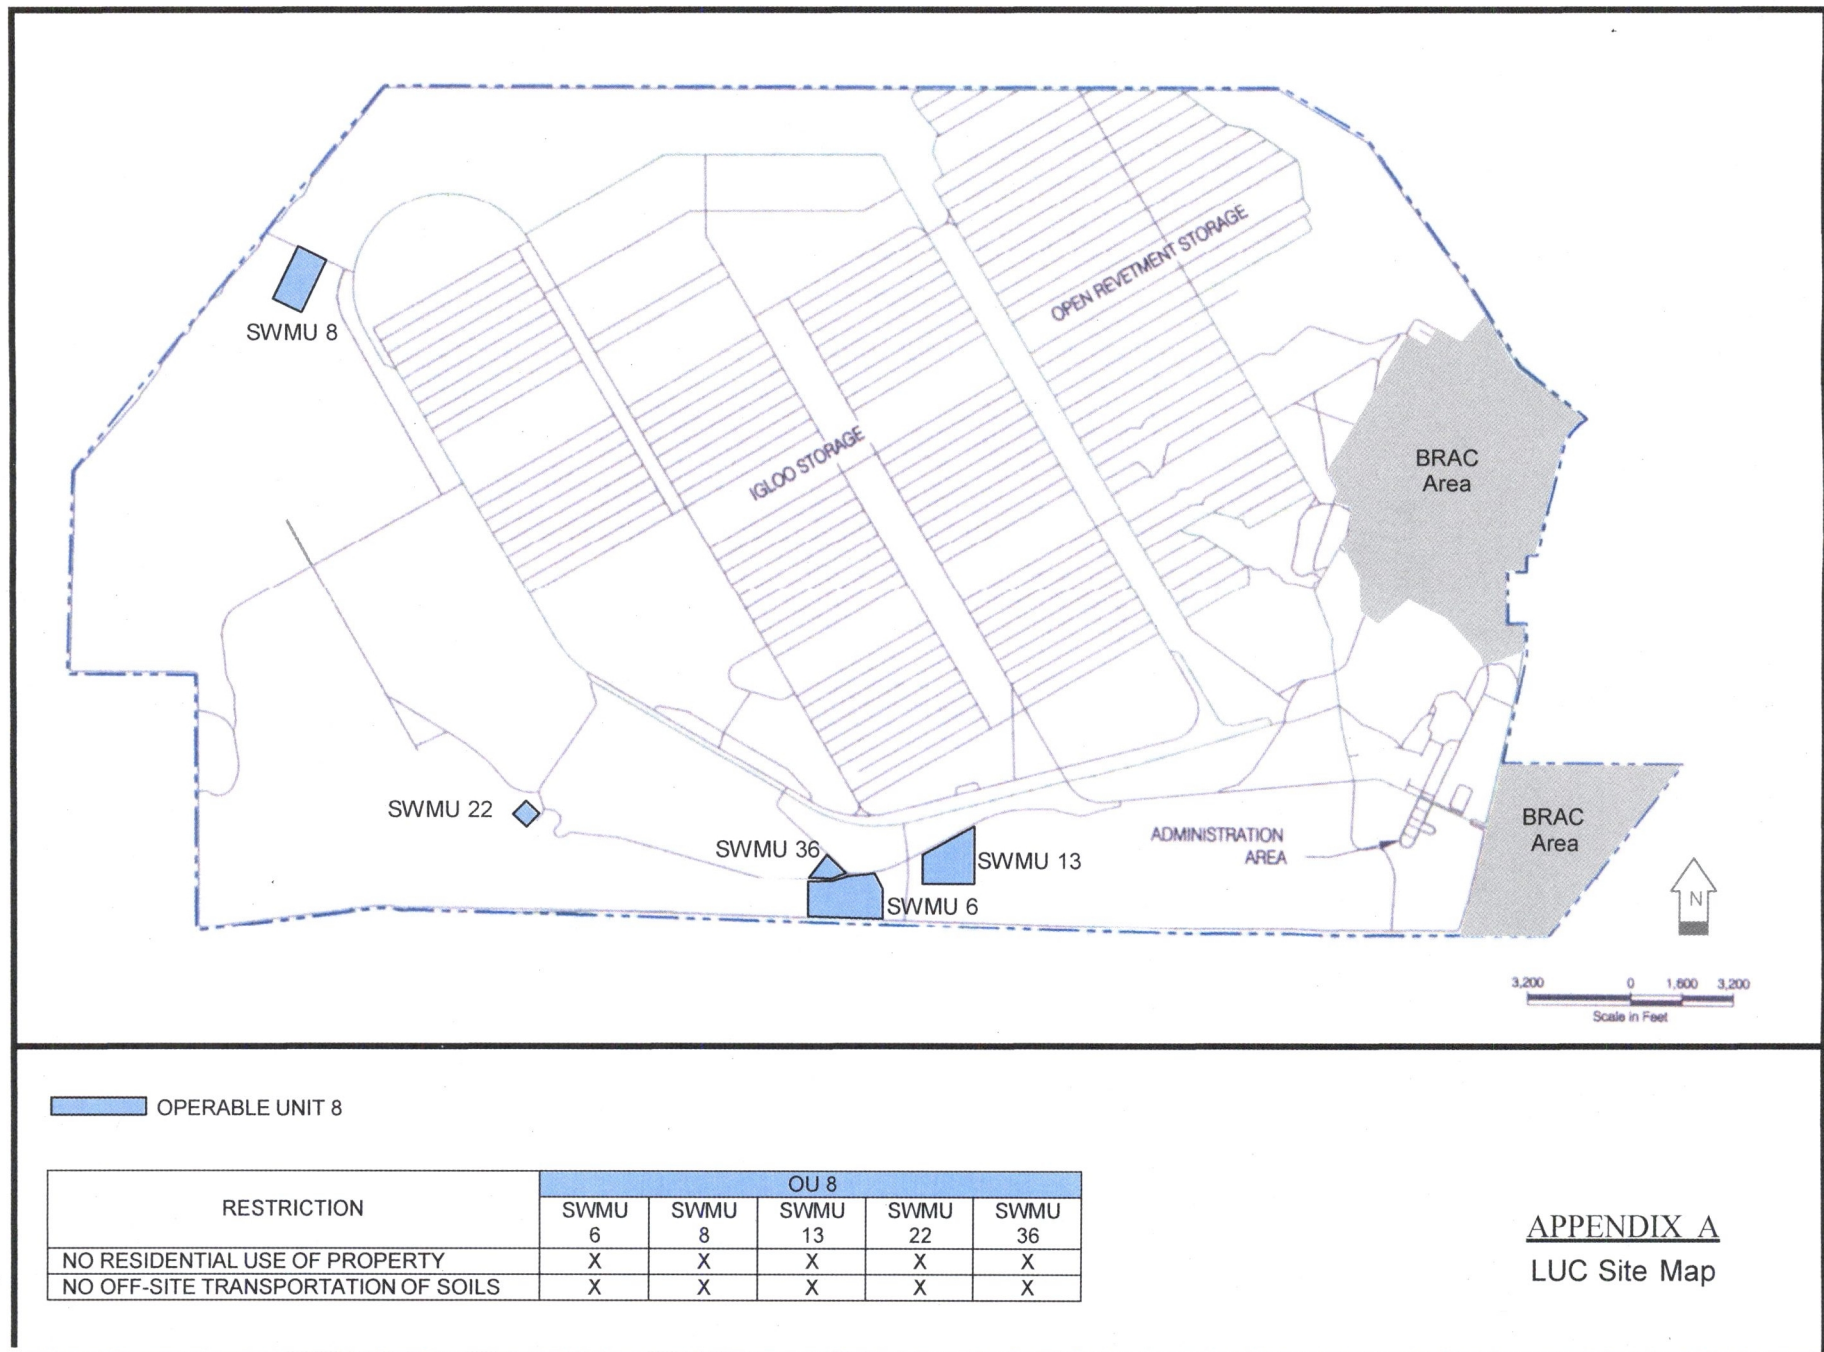 OPEN REVETMENT STORAGE
SWMU 8
IGLOO STORAGE
BRAC
Area
SWMU 22
SWMU 36
SWMU 13
SWMU 6
ADMINISTRATION
AREA
BRAC
Area
N
3,200 0 1,600 3,200
Scale in Feet
OPERABLE UNIT 8
RESTRICTION
OU 8
SWMU SWMU SWMU SWMU SWMU
6 8 13 22 36
NO RESIDENTIAL USE OF PROPERTY X X X X X
NO OFF-SITE TRANSPORTATION OF SOILS X X X X X
APPENDIX A
LUC Site Map